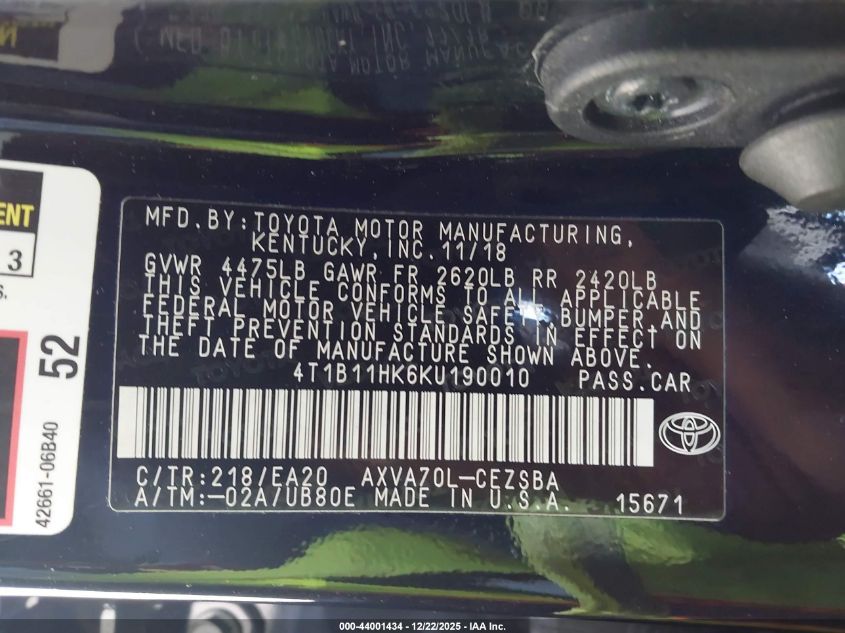 MFD.BY:TOYOTA MOTOR MANUFACTURING,
KENTUCKY,INC.11/18
GVWR 4475LB GAWR FR 2620LB RR 2420LB
THIS VEHICLE CONFORMS TO ALL APPLICABLE
FEDERAL MOTOR VEHICLE SAFETY,BUMPER,AND
THEFT PREVENTION STANDARDS IN EFFECT ON
THE DATE OF MANUFACTURE SHOWN ABOVE.
4T1B11HK6KU190010 PASS.CAR
C/TR:218/EA20 AXVA70L-CEZSBA
A/TM:-02A/UB80E MADE IN U.S.A. 15671
ENT
3
s.
52
42661-06B40
000-44001434 - 12/22/2025 - IAA Inc.